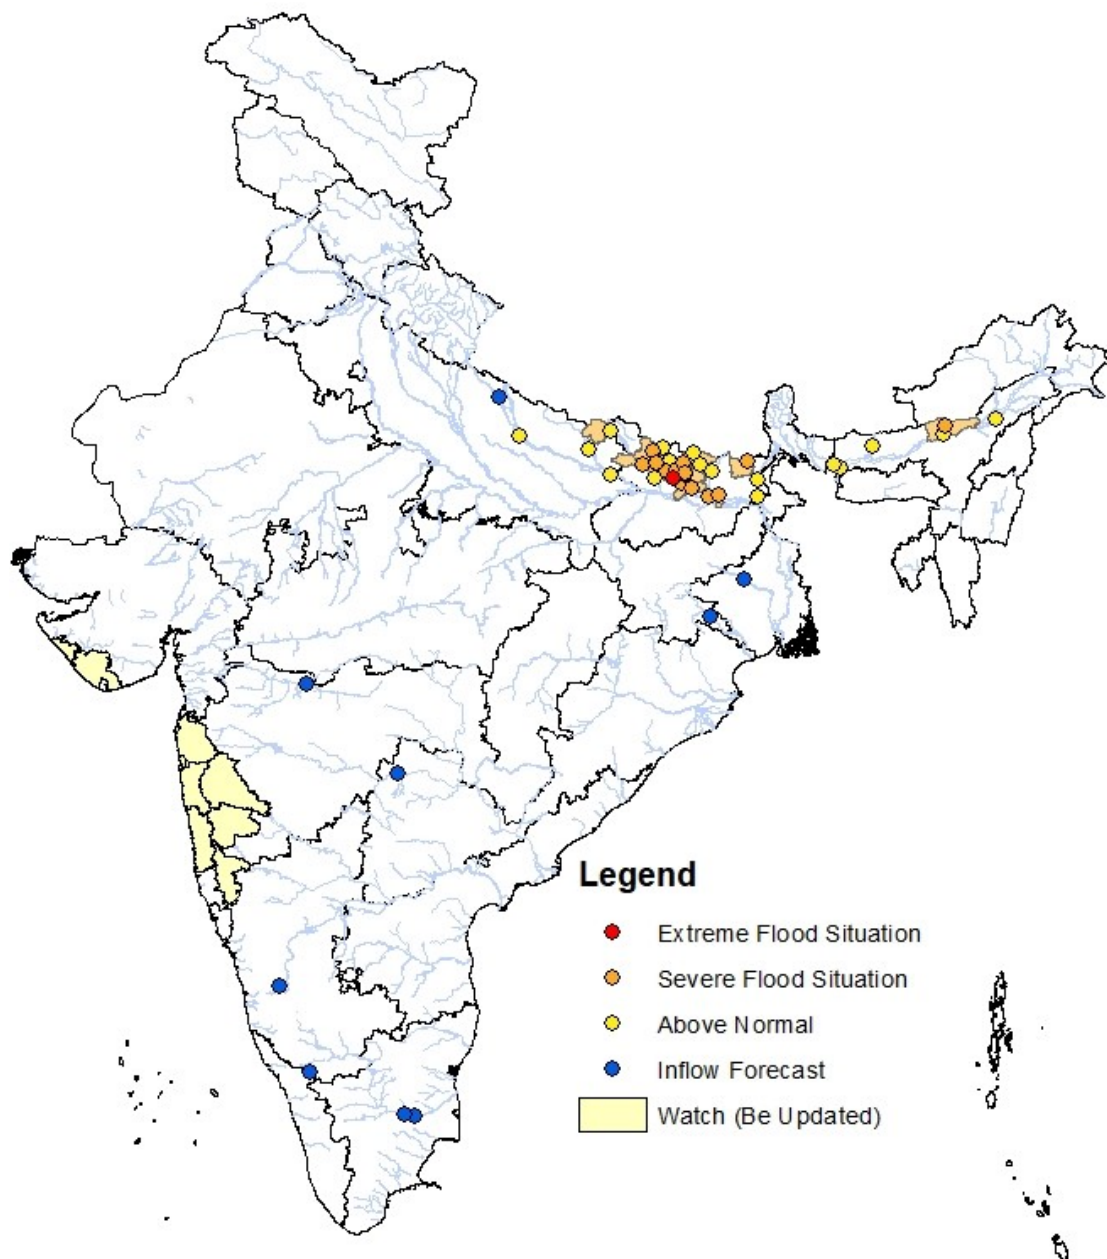 Legend
Extreme Flood Situation
Severe Flood Situation
Above Normal
Inflow Forecast
Watch (Be Updated)